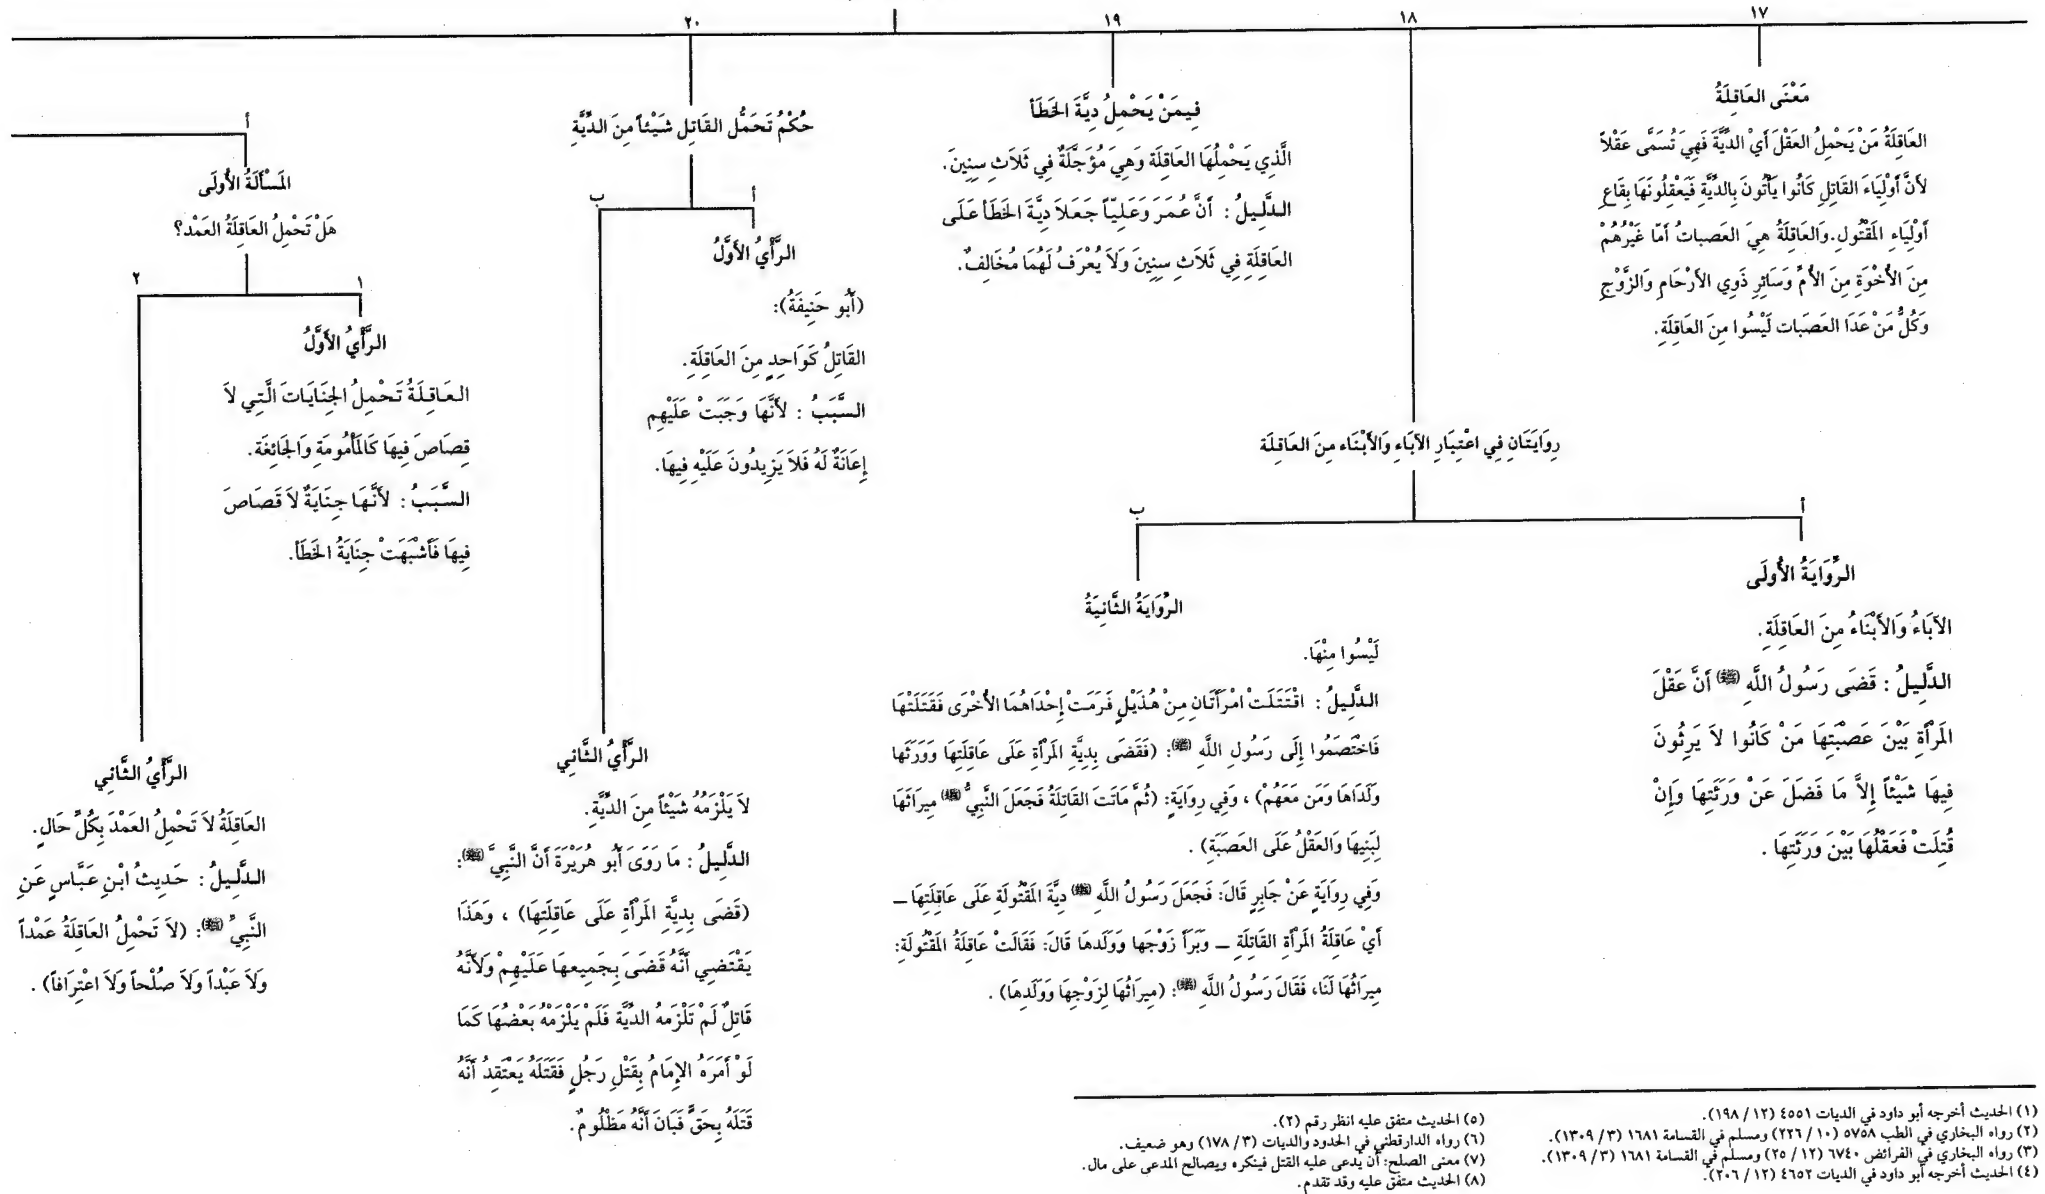 ١٧
مَعْنَى العَاقِلَةُ
العَاقِلَةُ مَنْ يَحْمِلُ العَقْلَ أَيْ الدِّيَّةَ فَهِيَ تُسَمَّى عَقْلاً
لأَنَّ أَوْلِيَاءَ القَاتِلِ كَانُوا يَأْتُونَ بِالدِّيَّةِ فَيَعْقِلُونَهَا بِقَاعِ
أَوْلِيَاءِ المَقْتُولِ. وَالعَاقِلَةُ هِيَ العَصباتُ أمّا غَيْرُهُمْ
مِنَ الأُخْوَةِ مِنَ الأُمِّ وَسَائِرِ ذَوِي الأَرْحَامِ وَالزَّوْجِ
وَكُلُّ مَنْ عَدَا العَصَبات لَيْسُوا مِنَ العَاقِلَةِ.
١٨
رِوَايَتَانِ فِي اعْتِبَارِ الآبَاءِ وَالأَبْنَاء مِنَ العَاقِلَة
أ
الرِّوَايَةُ الأُولَى
الآبَاءُ وَالأَبْنَاءُ مِنَ العَاقِلَةِ.
الدَّلِيلُ : قَضَى رَسُولُ اللَّهِ (ﷺ) أَنَّ عَقْلَ
المَرْأَةِ بَيْنَ عَصبَتِهَا مَنْ كَانُوا لاَ يَرِثُونَ
فِيهَا شَيْئاً إِلاَّ مَا فَضَلَ عَنْ وَرَثَتِهَا وَإِنْ
قُتِلَتْ فَعَقْلُهَا بَيْنَ وَرَثَتِهَا .
ب
الرِّوَايَةُ الثَّانِيَةُ
لَيْسُوا مِنْهَا.
الدَّلِيلُ : اقْتَتَلَتْ امْرَأَتَانِ مِنْ هُذَيْلٍ فَرَمَتْ إِحْدَاهُمَا الأُخْرَى فَقَتَلَتْهَا
فَاخْتَصَمُوا إِلَى رَسُولِ اللَّهِ (ﷺ): (فَقَضَى بِدِيَّةِ المَرْأَةِ عَلَى عَاقِلَتِهَا وَوَرَثَها
وَلَدَاهَا وَمَن مَعَهُمْ) ، وَفِي رِوَايَةٍ: (ثُمَّ مَاتَتَ القَاتِلَةُ فَجَعَلَ النَّبِيُّ (ﷺ) مِيرَاثَهَا
لِبَنِيهَا وَالعَقْلُ عَلَى العَصَبَةِ) .
وَفِي رِوَايَةٍ عَنْ جَابِرٍ قَالَ: فَجَعَلَ رَسُولُ اللَّهِ (ﷺ) دِيَّةَ المَقْتُولَةِ عَلَى عَاقِلَتِهَا ــ
أَيْ عَاقِلَةُ المَرْأَةِ القَاتِلَةِ ــ وَبَرَأَ زَوْجَها وَوَلَدَها قَالَ: فَقَالَتْ عَاقِلَةُ المَقْتُولَةِ:
مِيرَاثُهَا لَنَا، فَقَالَ رَسُولُ اللَّهِ (ﷺ): (مِيرَاثُهَا لِزَوْجِهَا وَوَلَدِهَا) .
١٩
فِيمَنْ يَحْمِلُ دِيَّةَ الخَطَأ
الَّذِي يَحْمِلُهَا العَاقِلَة وَهِيَ مُؤَجَّلَةٌ فِي ثَلاَثِ سِنِينَ.
الدَّلِيلُ : أَنَّ عُمَرَ وَعَلِيّاً جَعَلاَ دِيَّةَ الخَطَأ عَلَى
العَاقِلَةِ فِي ثَلاَثِ سِنِينَ وَلاَ يُعْرَفُ لَهُمَا مُخَالِفٌ.
٢٠
حُكْمُ تَحَمُّل القَاتِل شَيْئاً مِنَ الدِّيَّةِ
أ
الرَّأْيُ الأَوَّلُ
(أَبُو حَنِيفَةُ):
القَاتِلُ كَوَاحِدٍ مِنَ العَاقِلَةِ.
السَّبَبُ : لأَنَّهَا وَجَبَتْ عَلَيْهِم
إِعَانَةٌ لَهُ فَلاَ يَزِيدُونَ عَلَيْهِ فِيهَا.
ب
الرَّأْيُ الثَّانِي
لاَ يَلْزَمُهُ شَيْئاً مِنَ الدِّيَّةِ.
الدَّلِيلُ : مَا رَوَىَ أَبُو هُرَيْرَةَ أَنَّ النَّبِيَّ (ﷺ):
(قَضَى بِدِيَّةِ المَرْأَةِ عَلَى عَاقِلَتِهَا) ، وَهَذَا
يَقْتَضِي أَنَّهُ قَضَىَ بِجَمِيعِهَا عَلَيْهِمْ وَلأَنَّهُ
قَاتِلٌ لَمْ تَلْزَمهُ الدِّيَّةَ فَلَمْ يَلْزَمْهُ بَعْضُهَا كَمَا
لَوْ أَمَرَهُ الإِمَامُ بِقَتْلِ رَجُلٍ فَقَتَلَهُ يَعْتَقِدُ أَنَّهُ
قَتَلَهُ بِحَقٍّ فَبَانَ أَنَّهُ مَظْلُومٌ.
أ
المَسْأَلَةُ الأُولَى
هَلْ تَحْمِلُ العَاقِلَةُ العَمْد؟
١
الرَّأْيُ الأَوَّلُ
العَاقِلَةُ تَحْمِلُ الجِنَايَاتَ الَّتِي لاَ
قِصَاصَ فِيهَا كَالمَأْمُومَةِ وَالجَائِفَة.
السَّبَبُ : لأَنَّهَا جِنَايَةٌ لاَ قَصَاصَ
فِيهَا فَأَشْبَهَتْ جِنَايَةُ الخَطَأ.
٢
الرَّأْيُ الثَّانِي
العَاقِلَةُ لاَ تَحْمِلُ العَمْدَ بِكُلِّ حَالٍ.
الدَّلِيلُ : حَدِيثُ ابْنِ عَبَّاسٍ عَنِ
النَّبِيِّ (ﷺ): (لاَ تَحْمِلُ العَاقِلَةُ عَمْداً
وَلاَ عَبْداً وَلاَ صُلْحاً وَلاَ اعْتِرَافاً) .
(١) الحديث أخرجه أبو داود في الديات ٤٥٥١ (١٢ / ١٩٨).
(٢) رواه البخاري في الطب ٥٧٥٨ (١٠ / ٢٢٦) ومسلم في القسامة ١٦٨١ (٣ / ١٣٠٩).
(٣) رواه البخاري في الفرائض ٦٧٤٠ (١٢ / ٢٥) ومسلم في القسامة ١٦٨١ (٣ / ١٣٠٩).
(٤) الحديث أخرجه أبو داود في الديات ٤٦٥٢ (١٢ / ٢٠٦).
(٥) الحديث متفق عليه انظر رقم (٢).
(٦) رواه الدارقطني في الحدود والديات (٣ / ١٧٨) وهو ضعيف.
(٧) معنى الصلح: أن يدعى عليه القتل فينكره ويصالح المدعى على مال.
(٨) الحديث متفق عليه وقد تقدم.